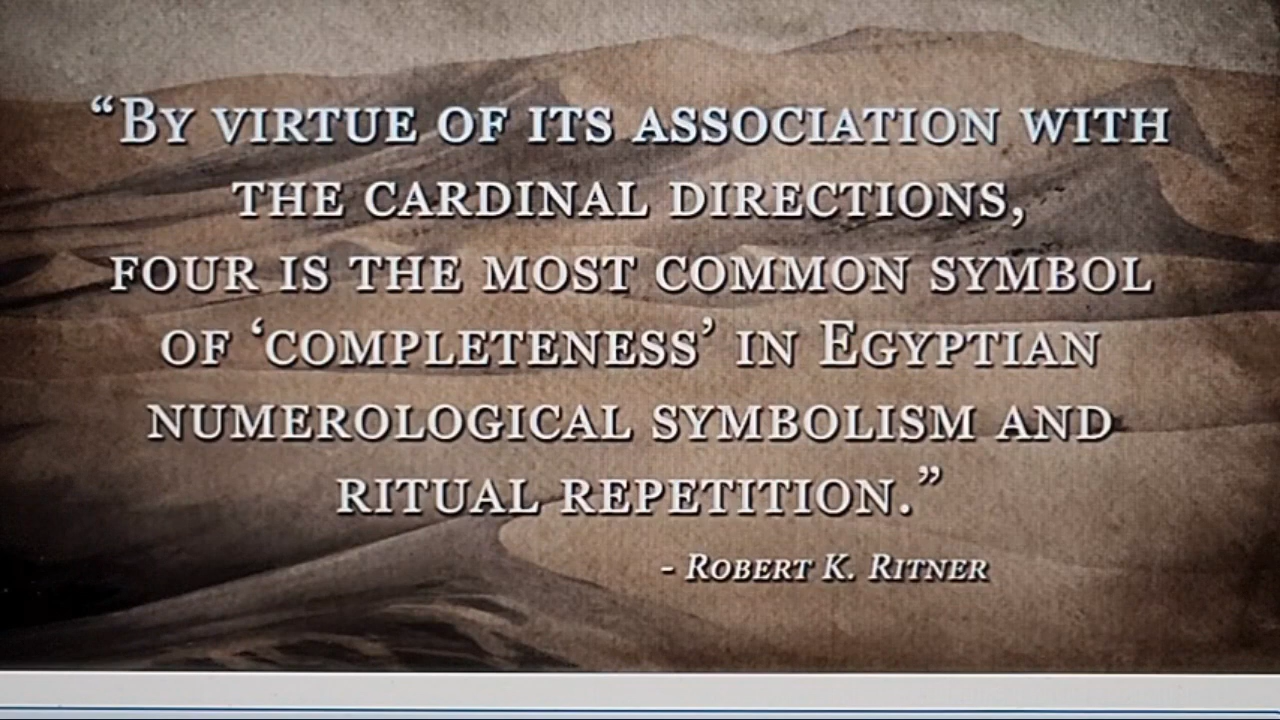 “By virtue of its association with
the cardinal directions,
four is the most common symbol
of ‘completeness’ in Egyptian
numerological symbolism and
ritual repetition.”
- Robert K. Ritner